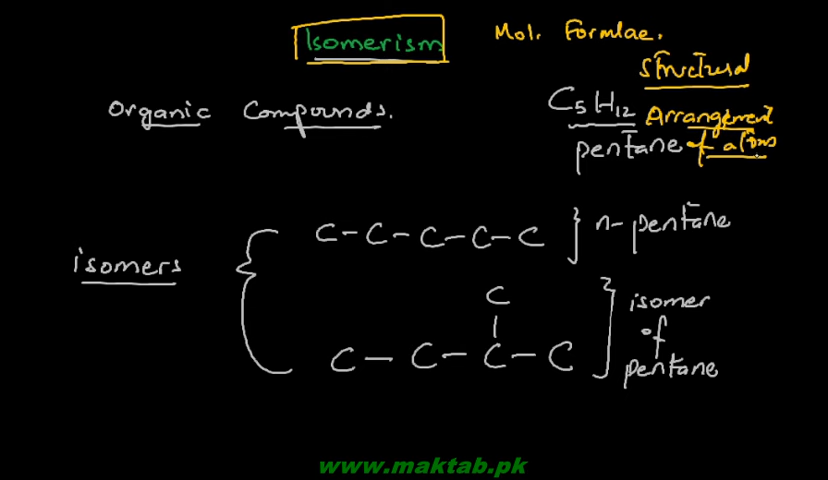 Isomerism Mol. Formlae.
Structural
Organic Compounds. C5H12 Arrangement
pentane of atoms
C-C-C-C-C } n-pentane
isomers {
C isomer
| of
C-C-C-C } pentane
www.maktab.pk